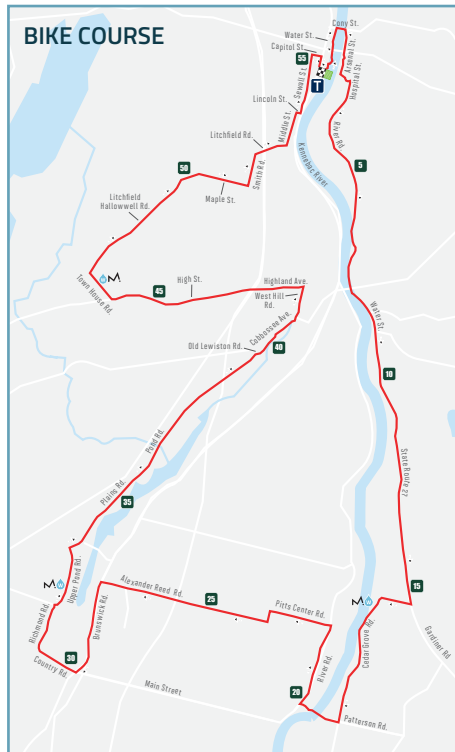 BIKE COURSE
Cony St.
Water St.
Capitol St.
Arsenal St.
55
Hospital St.
Sewall St.
T
Lincoln St.
Middle St.
River Rd
Litchfield Rd.
Kennebec River
5
50
Smith Rd.
Maple St.
Litchfield
Hallowwell Rd.
Town House Rd.
High St.
45
Highland Ave.
West Hill
Rd.
Water St.
Cobbossee Ave.
40
Old Lewiston Rd.
10
Pond Rd.
State Route 27
Plains Rd.
35
Upper Pond Rd.
15
Alexander Reed Rd.
25
Pitts Center Rd.
Richmond Rd.
Brunswick Rd.
Cedar Grove Rd.
Gardiner Rd
30
Country Rd.
River Rd.
Main Street
20
Patterson Rd.